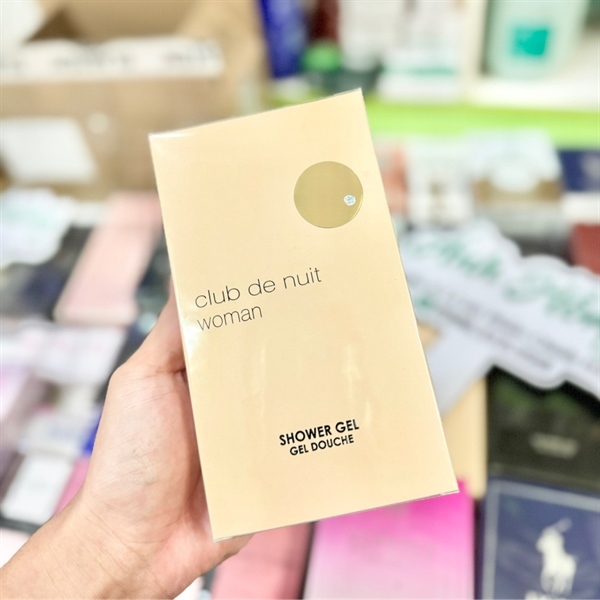 club de nuit
woman
SHOWER GEL
GEL DOUCHE